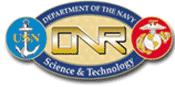 DEPARTMENT OF THE NAVY
ONR
Science & Technology